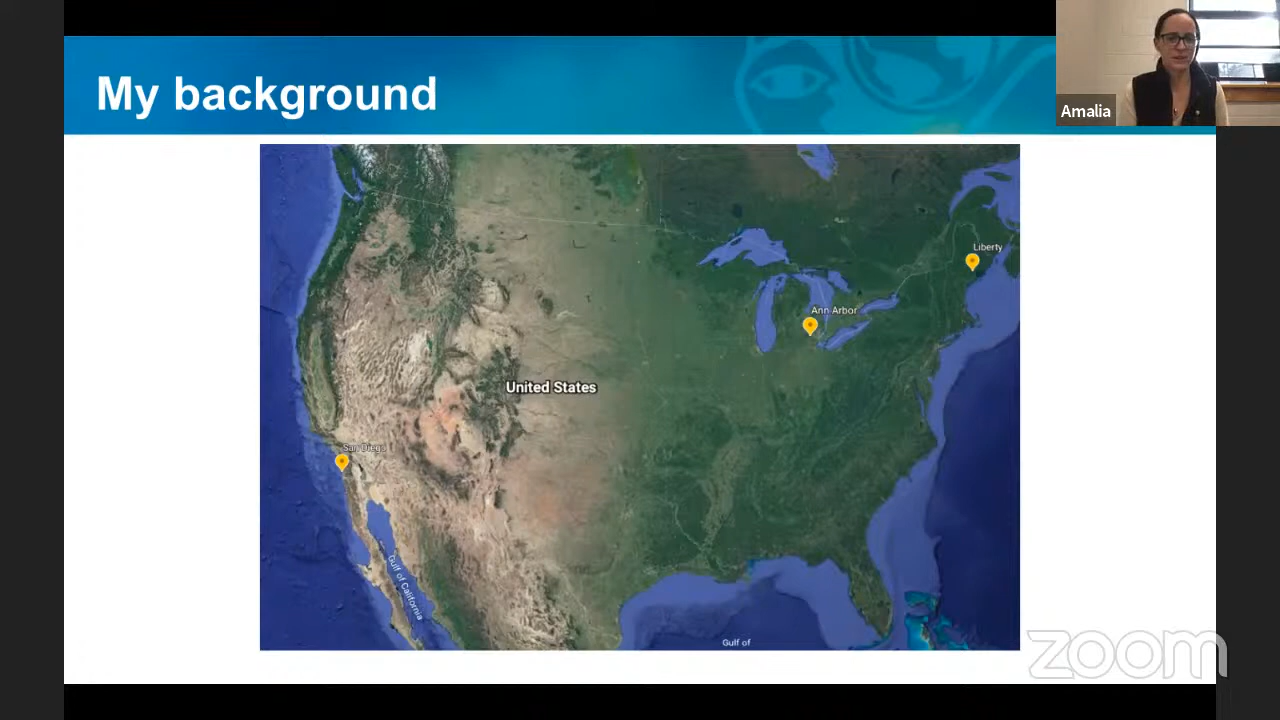 My background
Amalia
Liberty
Ann Arbor
United States
San Diego
Gulf of California
Gulf of
zoom